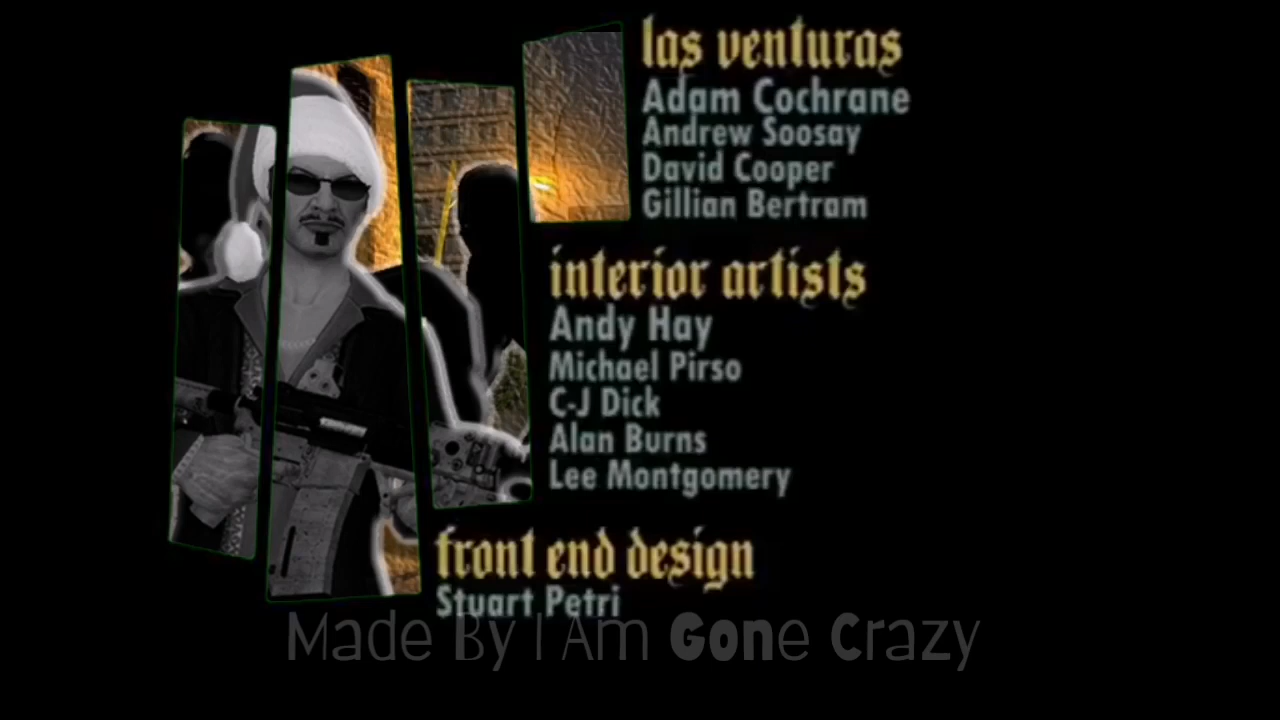 las venturas
Adam Cochrane
Andrew Soosay
David Cooper
Gillian Bertram
interior artists
Andy Hay
Michael Pirso
C-J Dick
Alan Burns
Lee Montgomery
front end design
Stuart Petri
Made By I Am Gone Crazy